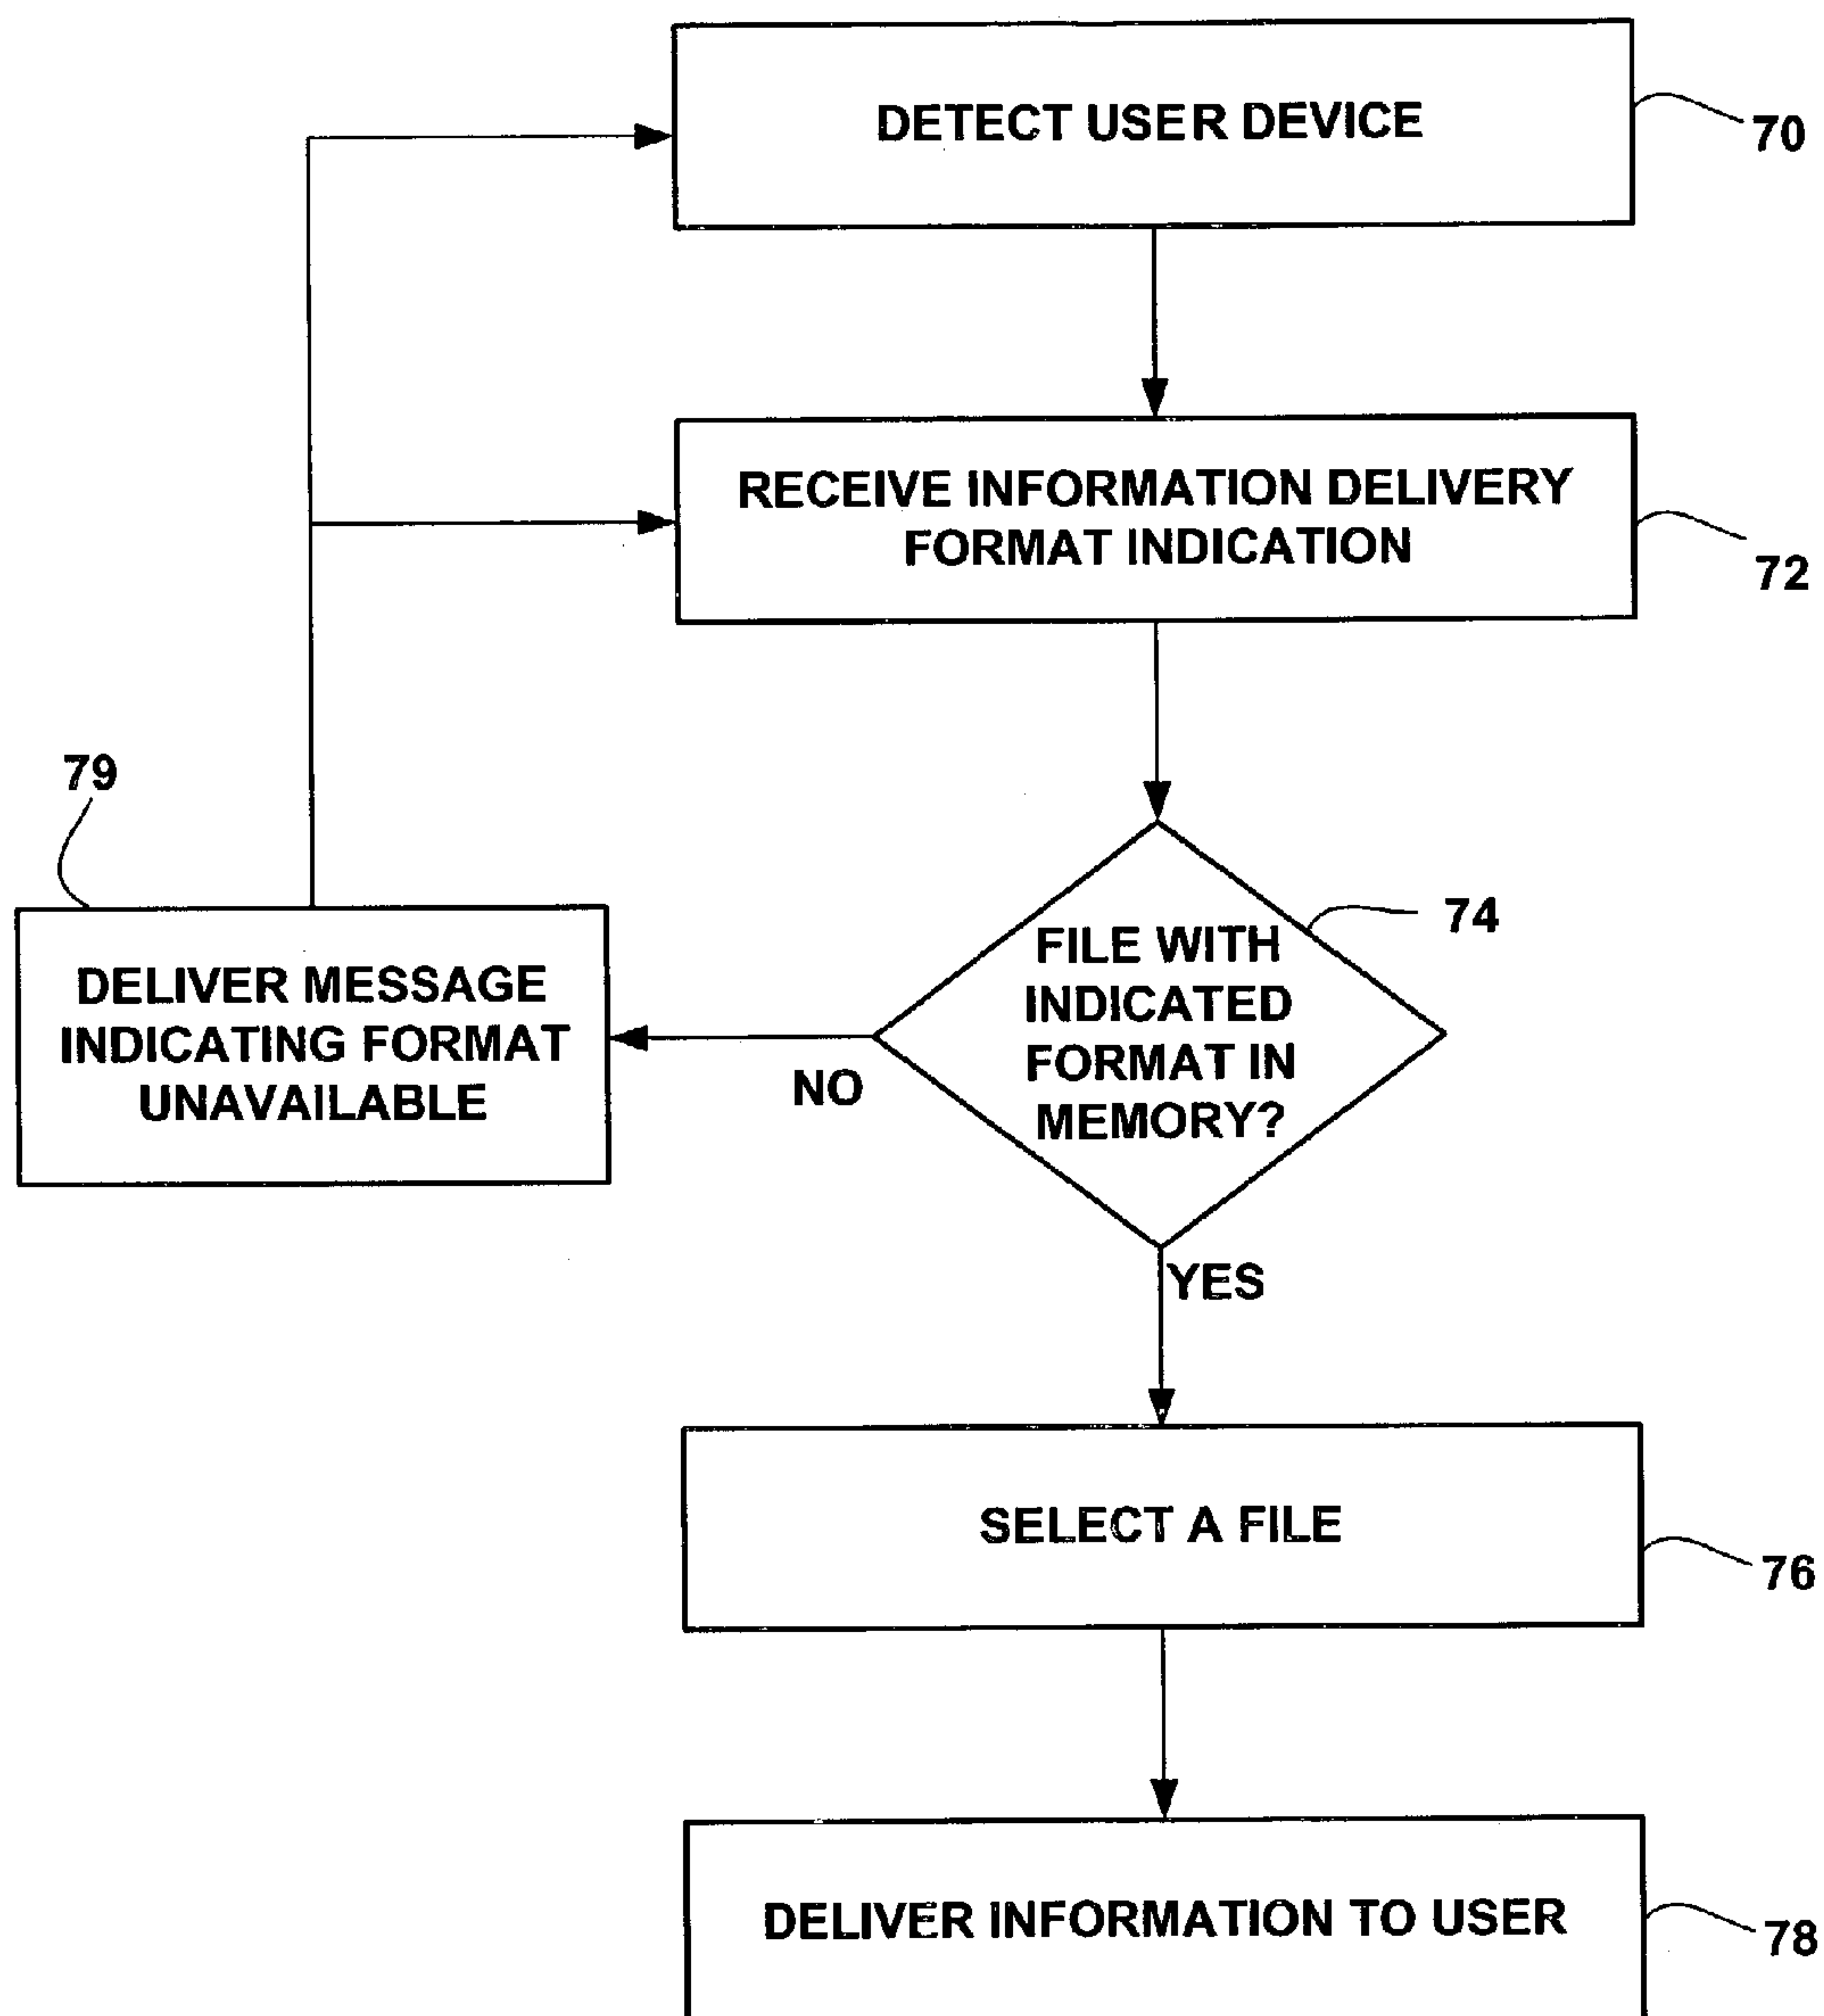 DETECT USER DEVICE
70
RECEIVE INFORMATION DELIVERY
FORMAT INDICATION
72
79
DELIVER MESSAGE
INDICATING FORMAT
UNAVAILABLE
74
FILE WITH
INDICATED
FORMAT IN
MEMORY?
NO
YES
SELECT A FILE
76
DELIVER INFORMATION TO USER
78